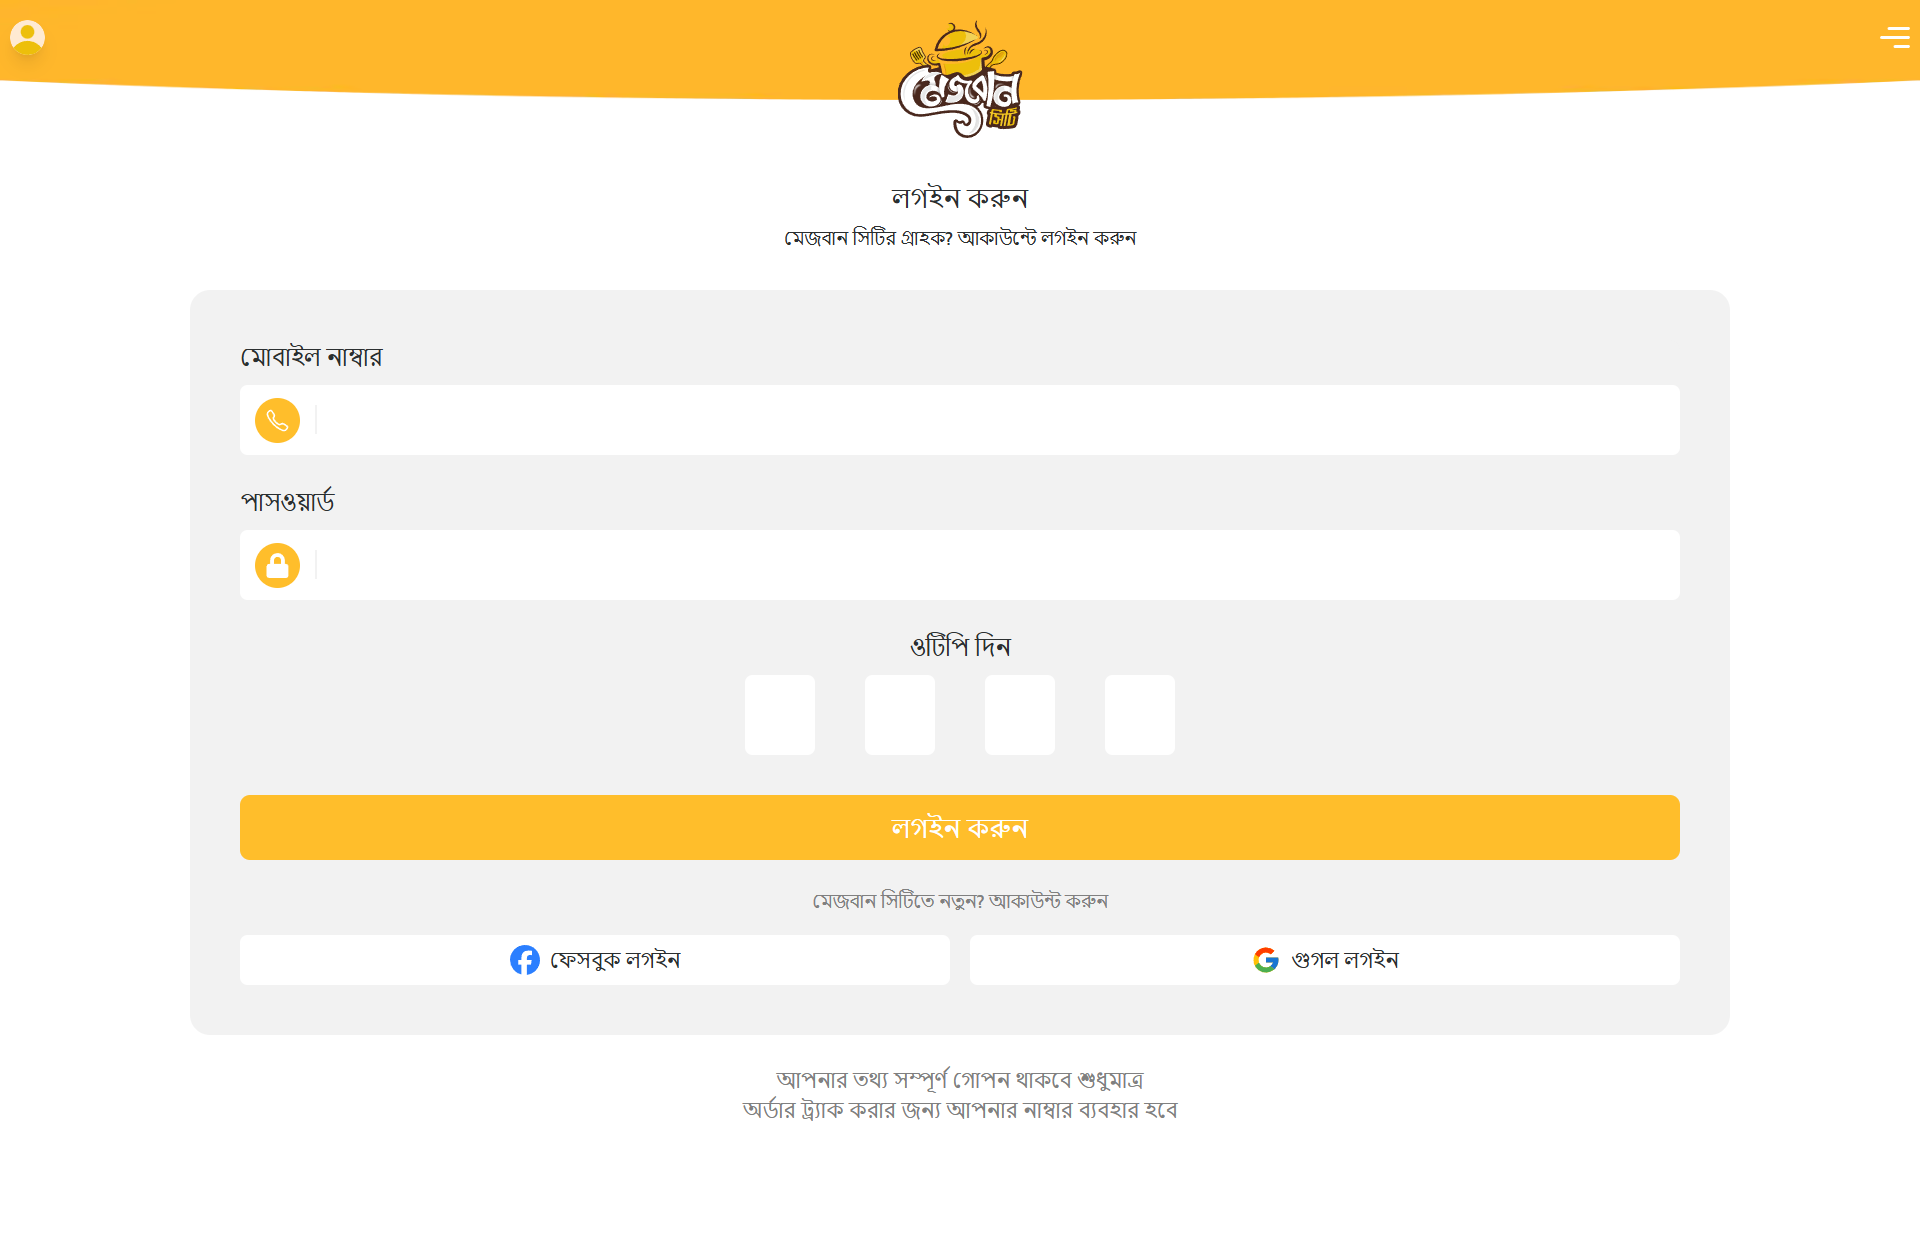 মেজবান
সিটি
লগইন করুন
মেজবান সিটির গ্রাহক? আকাউন্টে লগইন করুন
মোবাইল নাম্বার
পাসওয়ার্ড
ওটিপি দিন
লগইন করুন
মেজবান সিটিতে নতুন? আকাউন্ট করুন
ফেসবুক লগইন
গুগল লগইন
আপনার তথ্য সম্পূর্ণ গোপন থাকবে শুধুমাত্র
অর্ডার ট্র্যাক করার জন্য আপনার নাম্বার ব্যবহার হবে